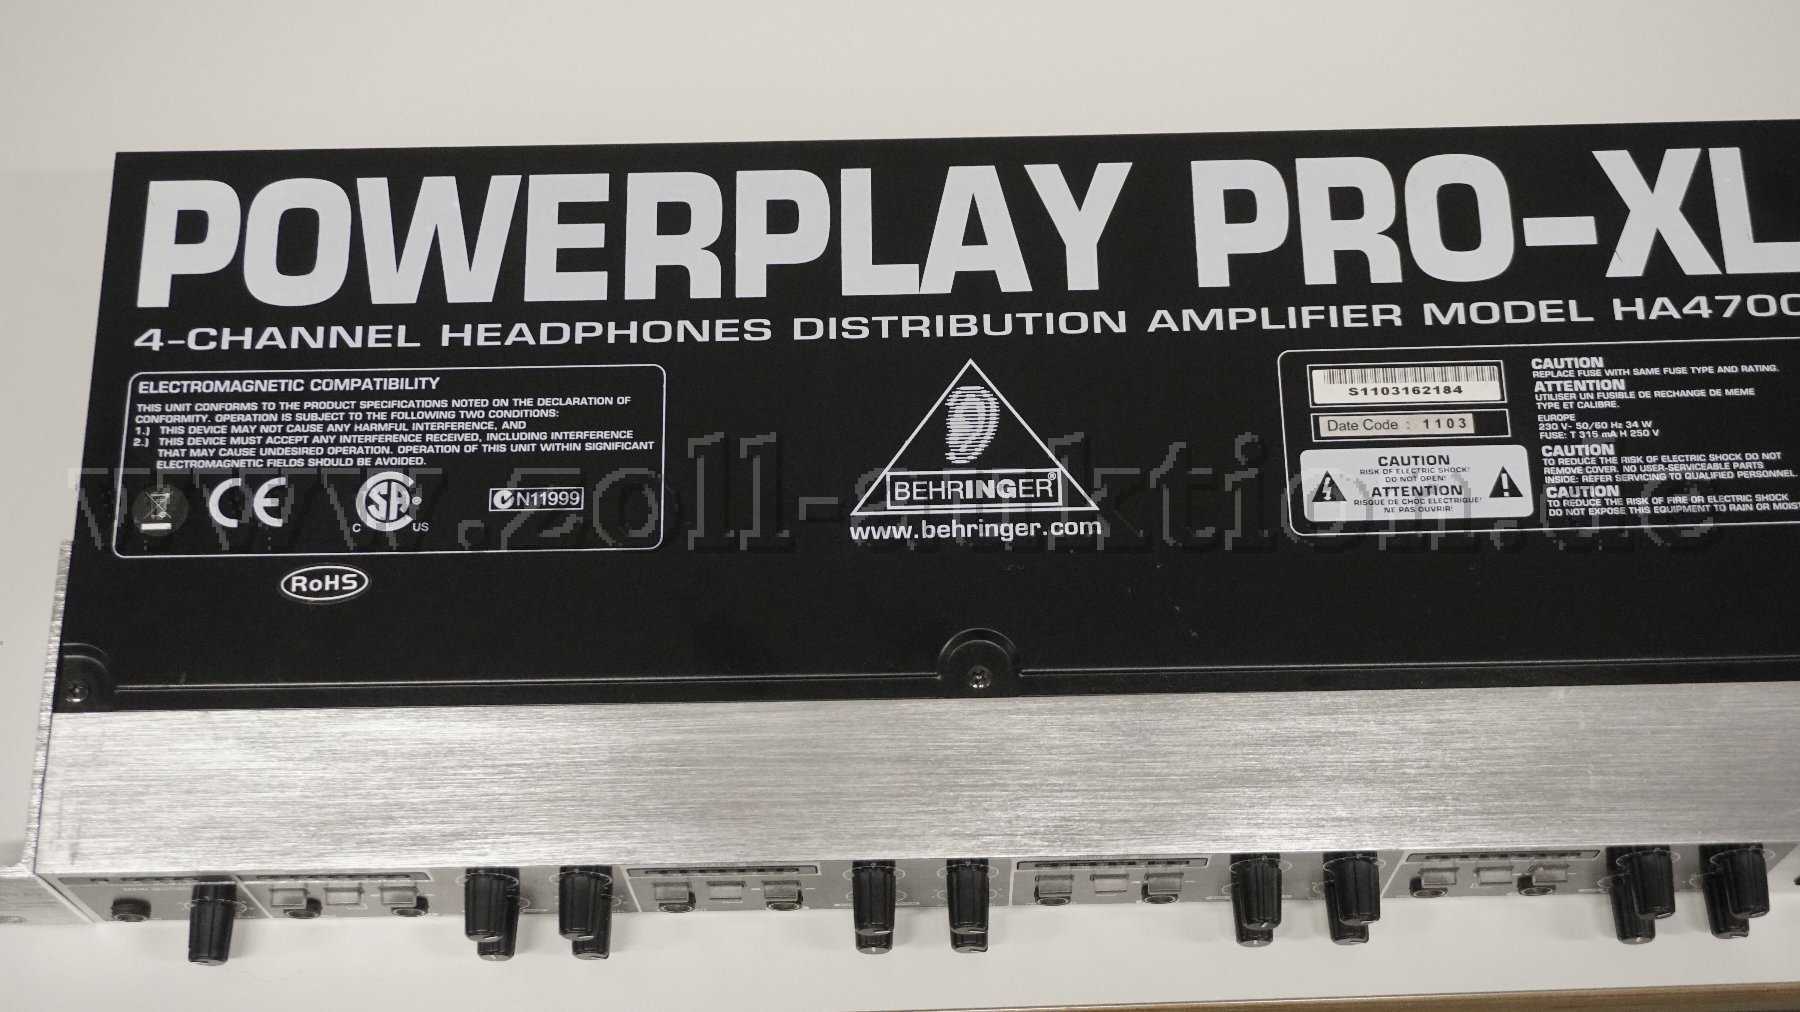 POWERPLAY PRO-XL
4-CHANNEL HEADPHONES DISTRIBUTION AMPLIFIER MODEL HA4700
ELECTROMAGNETIC COMPATIBILITY
THIS UNIT CONFORMS TO THE PRODUCT SPECIFICATIONS NOTED ON THE DECLARATION OF
CONFORMITY. OPERATION IS SUBJECT TO THE FOLLOWING TWO CONDITIONS:
1.) THIS DEVICE MAY NOT CAUSE ANY HARMFUL INTERFERENCE, AND
2.) THIS DEVICE MUST ACCEPT ANY INTERFERENCE RECEIVED, INCLUDING INTERFERENCE
THAT MAY CAUSE UNDESIRED OPERATION. OPERATION OF THIS UNIT WITHIN SIGNIFICANT
ELECTROMAGNETIC FIELDS SHOULD BE AVOIDED.
CE
SA
C US
N11999
RoHS
BEHRINGER
www.behringer.com
S1103162184
Date Code : 1103
CAUTION
RISK OF ELECTRIC SHOCK!
DO NOT OPEN!
ATTENTION
RISQUE DE CHOC ELECTRIQUE!
NE PAS OUVRIR!
CAUTION
REPLACE FUSE WITH SAME FUSE TYPE AND RATING.
ATTENTION
UTILISER UN FUSIBLE DE RECHANGE DE MEME
TYPE ET CALIBRE.
EUROPE
230 V~ 50/60 Hz 34 W
FUSE: T 315 mA H 250 V
CAUTION
TO REDUCE THE RISK OF ELECTRIC SHOCK DO NOT
REMOVE COVER. NO USER-SERVICEABLE PARTS
INSIDE: REFER SERVICING TO QUALIFIED PERSONNEL.
CAUTION
TO REDUCE THE RISK OF FIRE OR ELECTRIC SHOCK
DO NOT EXPOSE THIS EQUIPMENT TO RAIN OR MOIST
www.zoll-auktion.de